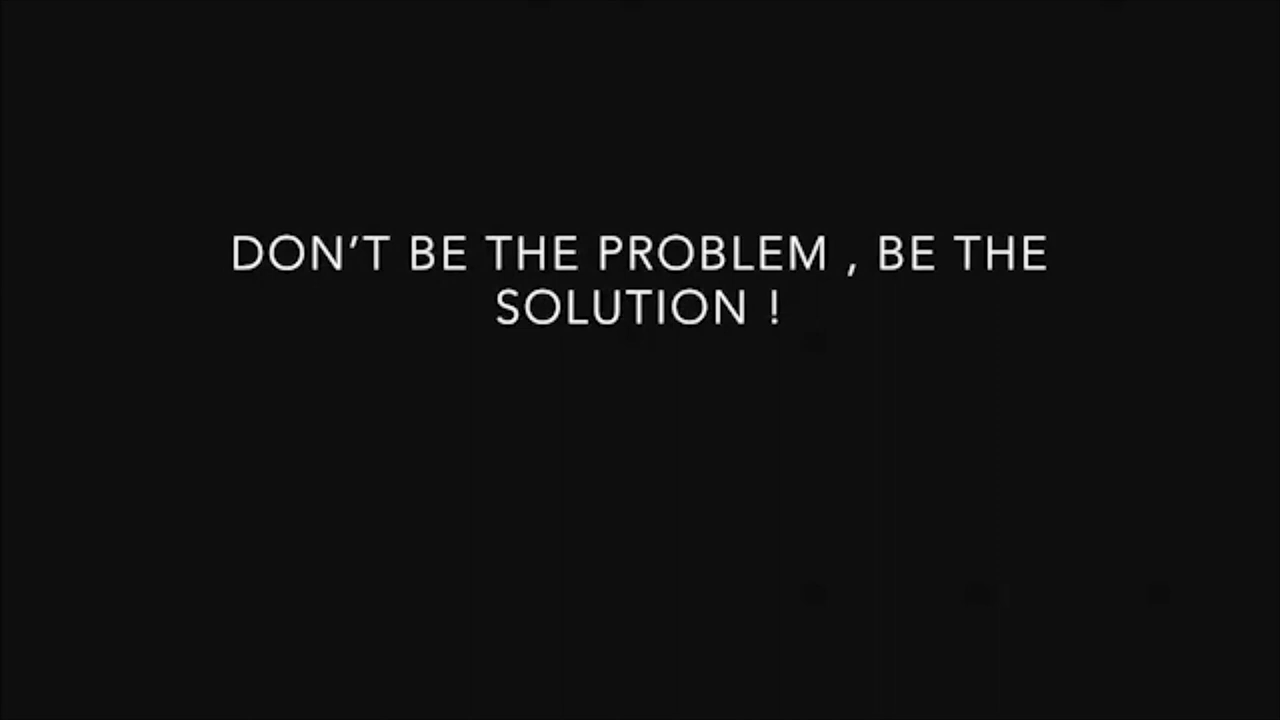 DON’T BE THE PROBLEM , BE THE
SOLUTION !